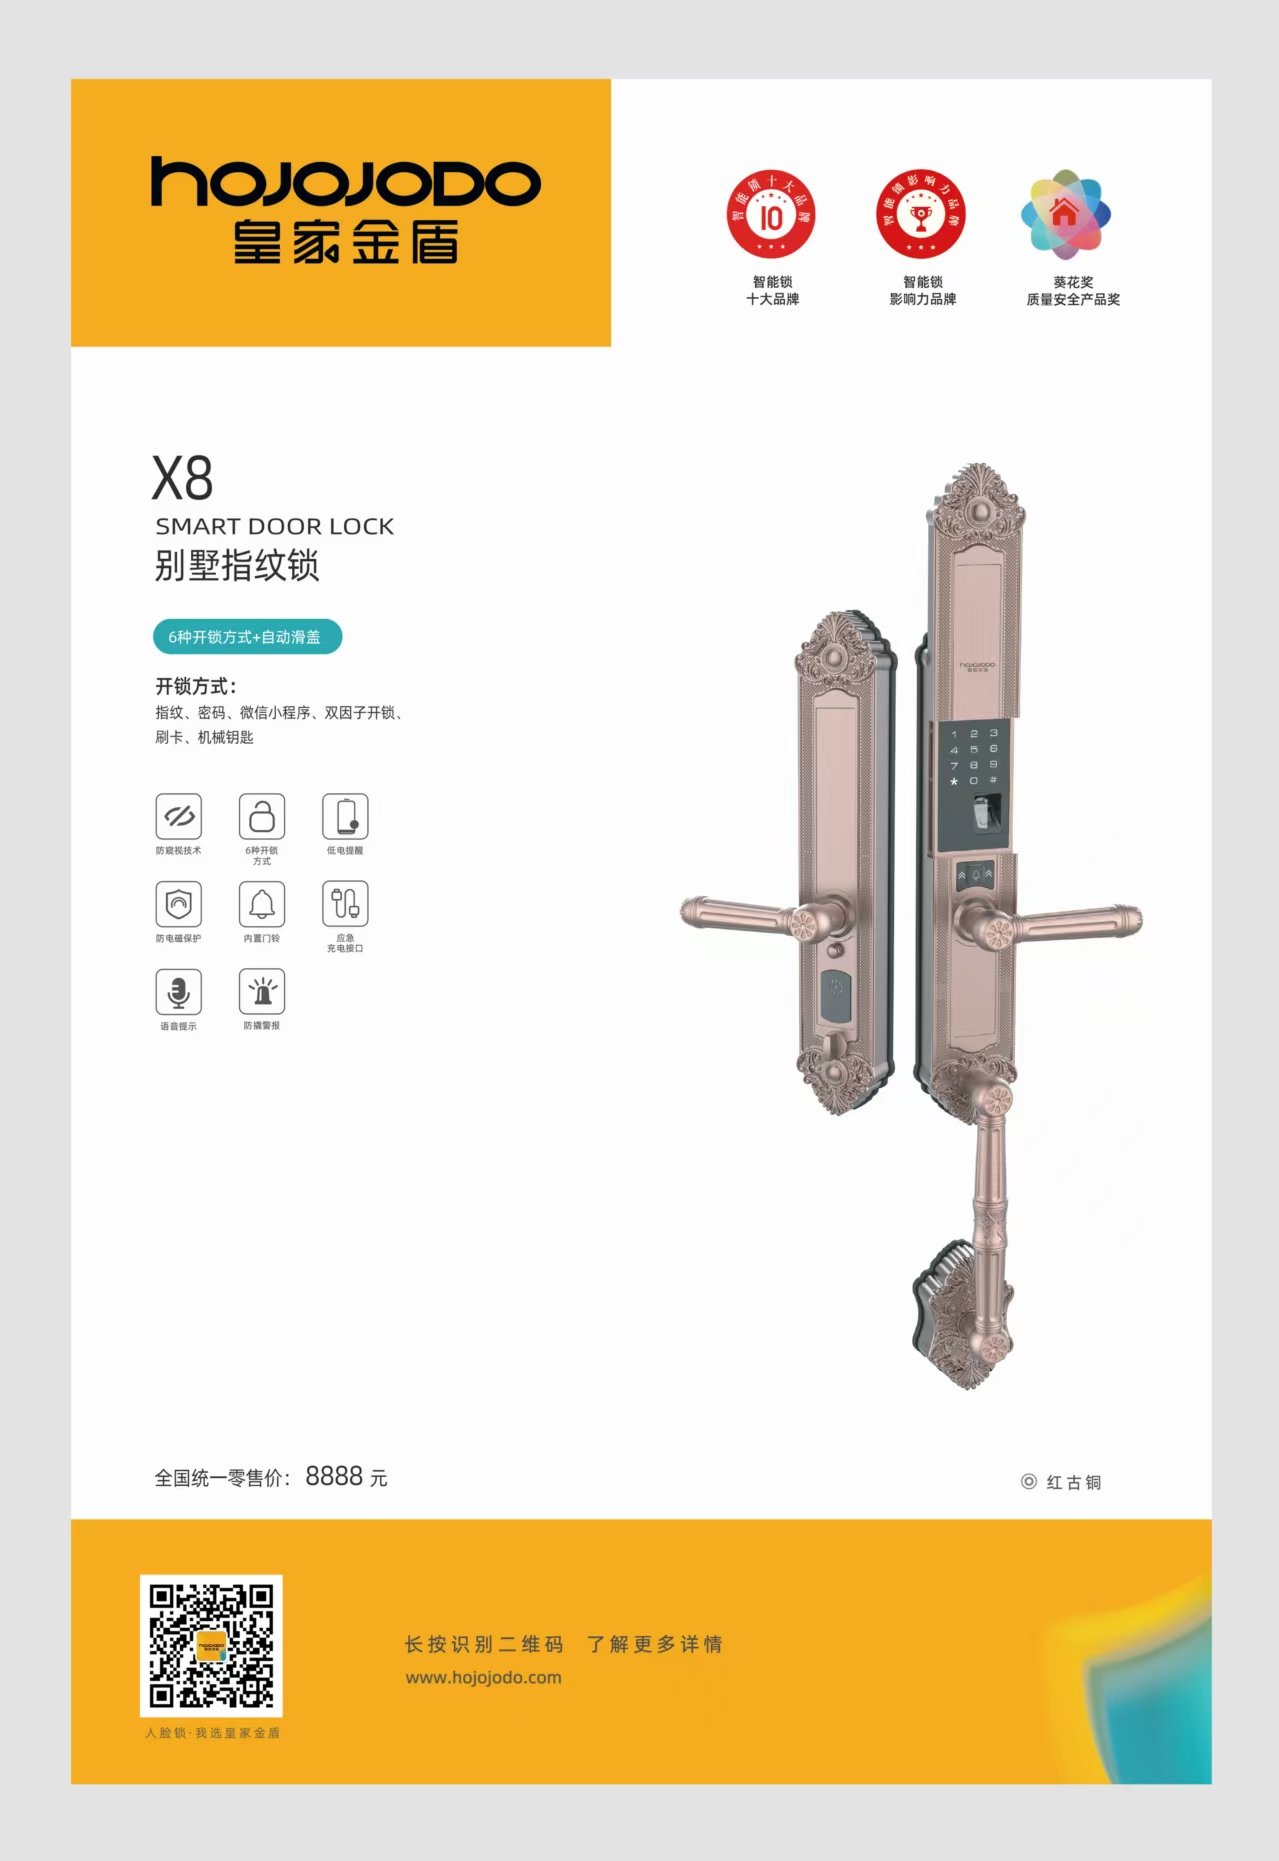 hojojodo
皇家金盾
智能锁十大品牌
10
智能锁影响力品牌
智能锁
十大品牌
智能锁
影响力品牌
葵花奖
质量安全产品奖
X8
SMART DOOR LOCK
别墅指纹锁
6种开锁方式+自动滑盖
开锁方式：
指纹、密码、微信小程序、双因子开锁、
刷卡、机械钥匙
防窥视技术
6种开锁
方式
低电提醒
防电磁保护
内置门铃
应急
充电接口
语音提示
防撬警报
hojojodo
皇家金盾
1 2 3
4 5 6
7 8 9
* 0 #
全国统一零售价： 8888 元
红古铜
hojojodo
长按识别二维码 了解更多详情
www.hojojodo.com
人脸锁·我选皇家金盾